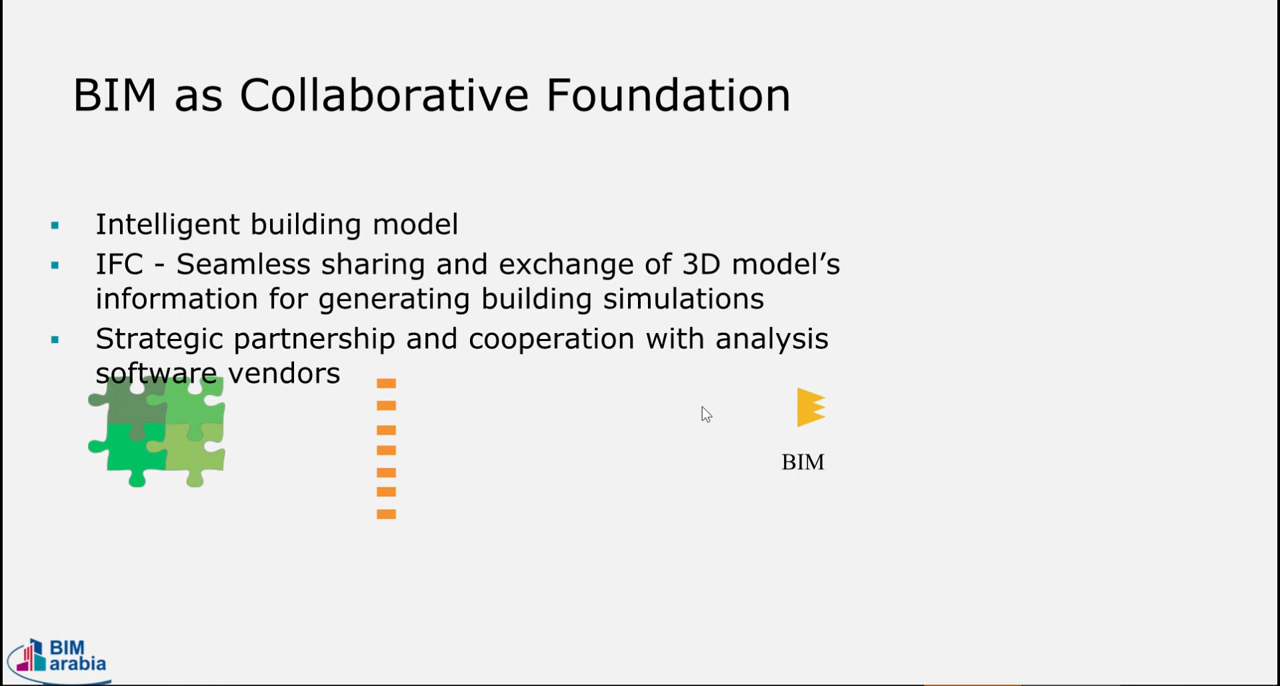 BIM as Collaborative Foundation
Intelligent building model
IFC - Seamless sharing and exchange of 3D model’s
information for generating building simulations
Strategic partnership and cooperation with analysis
software vendors
BIM
BIM
arabia